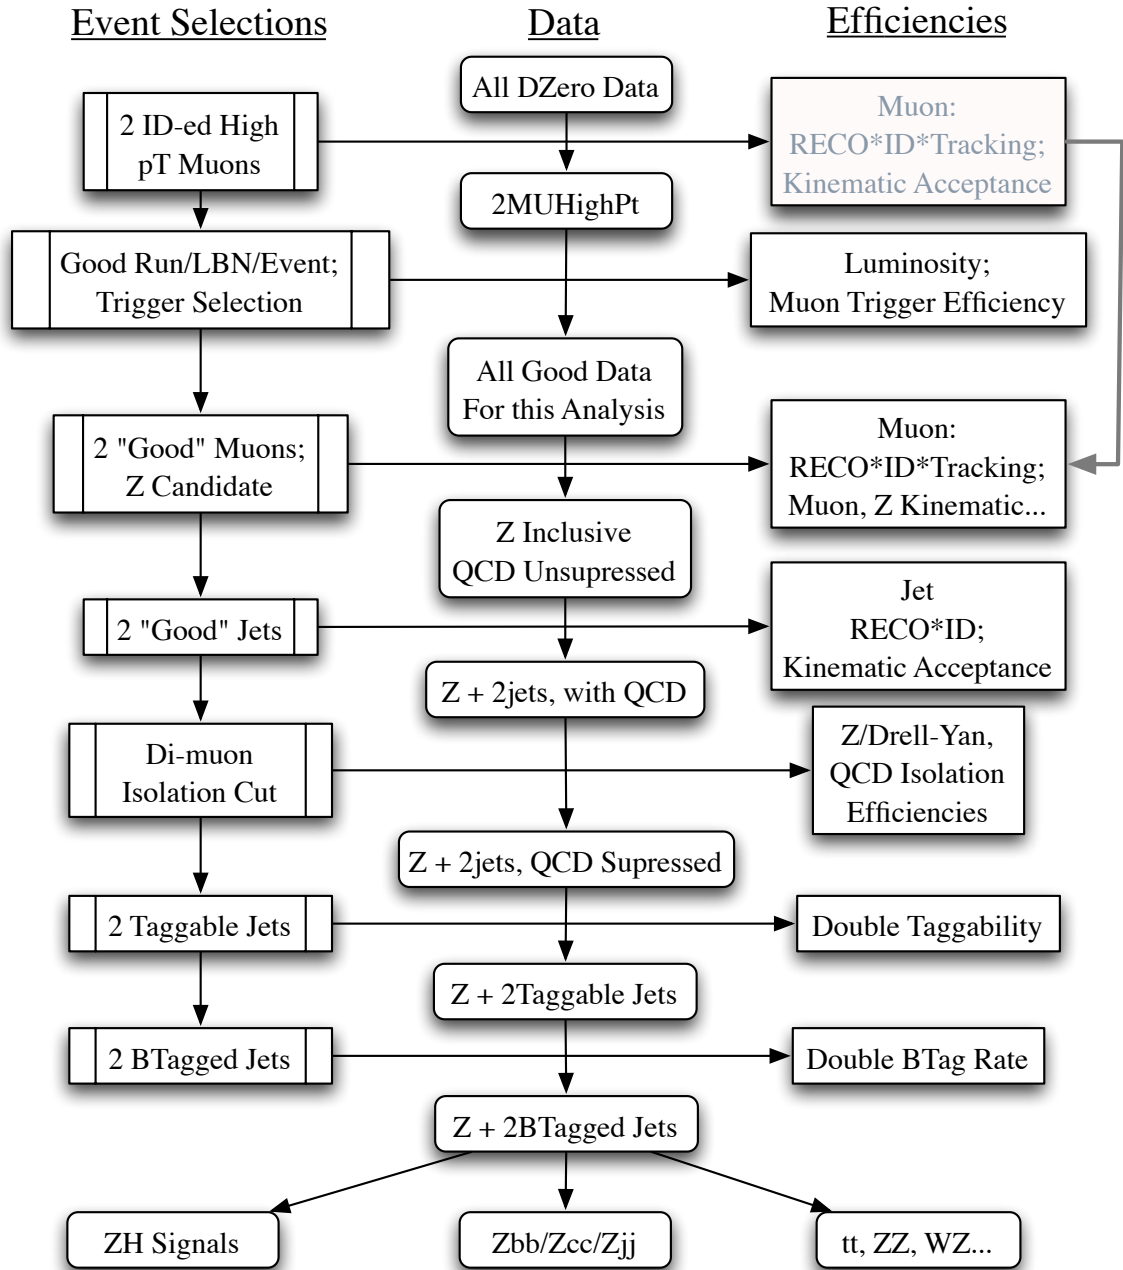 Event Selections
Data
Efficiencies
All DZero Data
2 ID-ed High
pT Muons
Muon:
RECO*ID*Tracking;
Kinematic Acceptance
2MUHighPt
Good Run/LBN/Event;
Trigger Selection
Luminosity;
Muon Trigger Efficiency
All Good Data
For this Analysis
2 "Good" Muons;
Z Candidate
Muon:
RECO*ID*Tracking;
Muon, Z Kinematic...
Z Inclusive
QCD Unsupressed
2 "Good" Jets
Jet
RECO*ID;
Kinematic Acceptance
Z + 2jets, with QCD
Di-muon
Isolation Cut
Z/Drell-Yan,
QCD Isolation
Efficiencies
Z + 2jets, QCD Supressed
2 Taggable Jets
Double Taggability
Z + 2Taggable Jets
2 BTagged Jets
Double BTag Rate
Z + 2BTagged Jets
ZH Signals
Zbb/Zcc/Zjj
tt, ZZ, WZ...